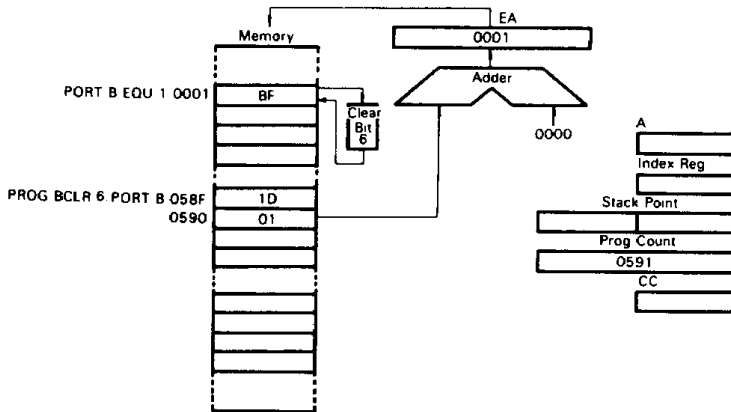 EA
Memory
0001
Adder
PORT B EQU 1 0001
BF
Clear
Bit
6
0000
A
Index Reg
PROG BCLR 6 PORT B 058F
1D
0590
01
Stack Point
Prog Count
0591
CC